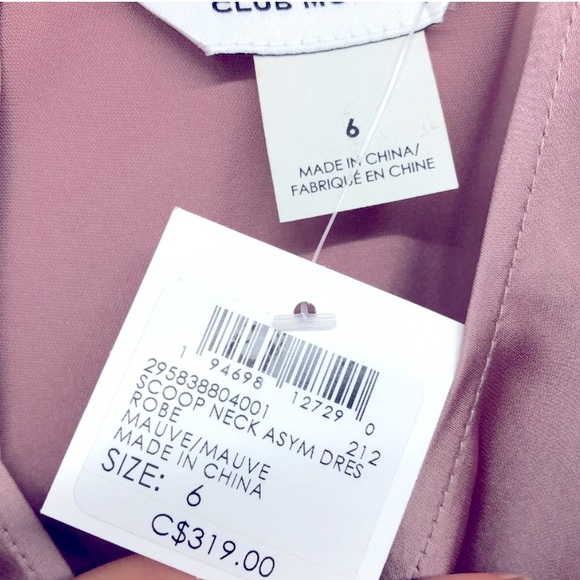 CLUB
6
MADE IN CHINA/
FABRIQUÉ EN CHINE
1 94698 12729 0
295838804001 212
SCOOP NECK ASYM DRES
ROBE
MAUVE/MAUVE
MADE IN CHINA
SIZE: 6
C$319.00